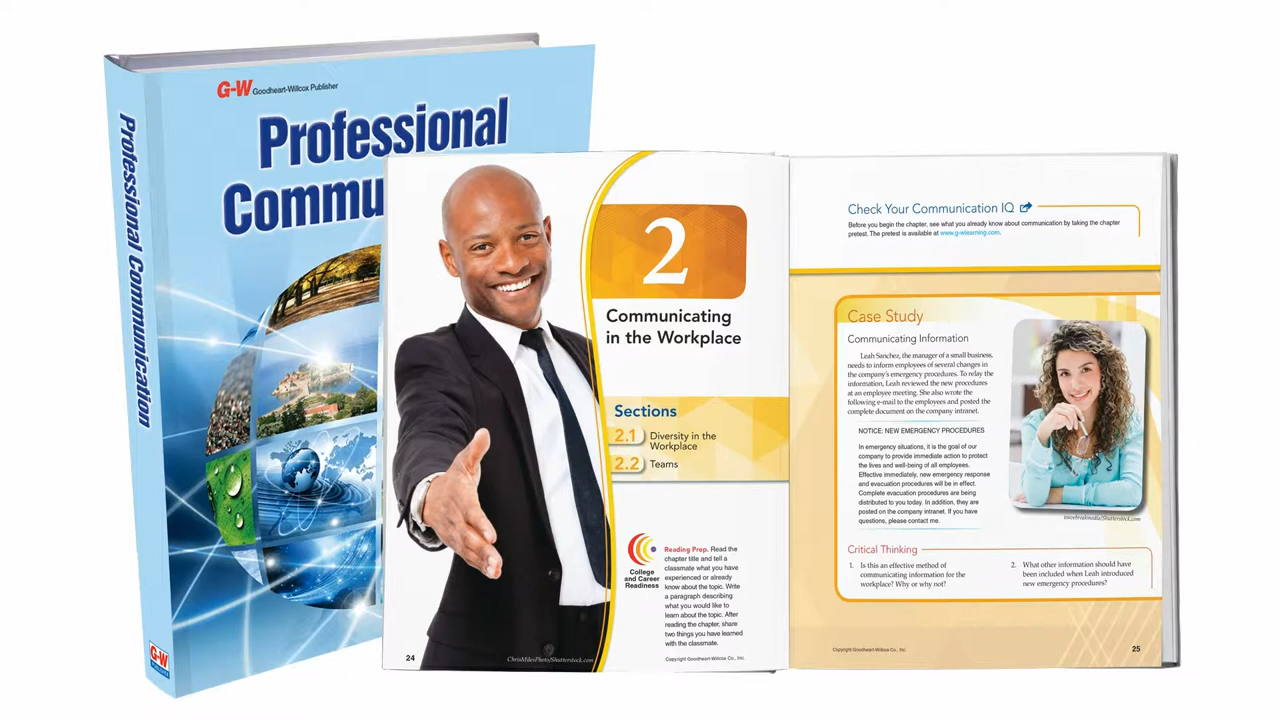 G-W Goodheart-Willcox Publisher
Professional
Commu
Professional Communication
G-W
2
Communicating
in the Workplace
Sections
2.1 Diversity in the
Workplace
2.2 Teams
College
and Career
Readiness
Reading Prep. Read the
chapter title and tell a
classmate what you have
experienced or already
know about the topic. Write
a paragraph describing
what you would like to
learn about the topic. After
reading the chapter, share
two things you have learned
with the classmate.
24
ChrisMilesPhoto/Shutterstock.com
Copyright Goodheart-Willcox Co., Inc.
Check Your Communication IQ
Before you begin the chapter, see what you already know about communication by taking the chapter
pretest. The pretest is available at www.g-wlearning.com.
Case Study
Communicating Information
Leah Sanchez, the manager of a small business,
needs to inform employees of several changes in
the company's emergency procedures. To relay the
information, Leah reviewed the new procedures
at an employee meeting. She also wrote the
following e-mail to the employees and posted the
complete document on the company intranet.
NOTICE: NEW EMERGENCY PROCEDURES
In emergency situations, it is the goal of our
company to provide immediate action to protect
the lives and well-being of all employees.
Effective immediately, new emergency response
and evacuation procedures will be in effect.
Complete evacuation procedures are being
distributed to you today. In addition, they are
posted on the company intranet. If you have
questions, please contact me.
wavebreakmedia/Shutterstock.com
Critical Thinking
1. Is this an effective method of
communicating information for the
workplace? Why or why not?
2. What other information should have
been included when Leah introduced
new emergency procedures?
Copyright Goodheart-Willcox Co., Inc.
25